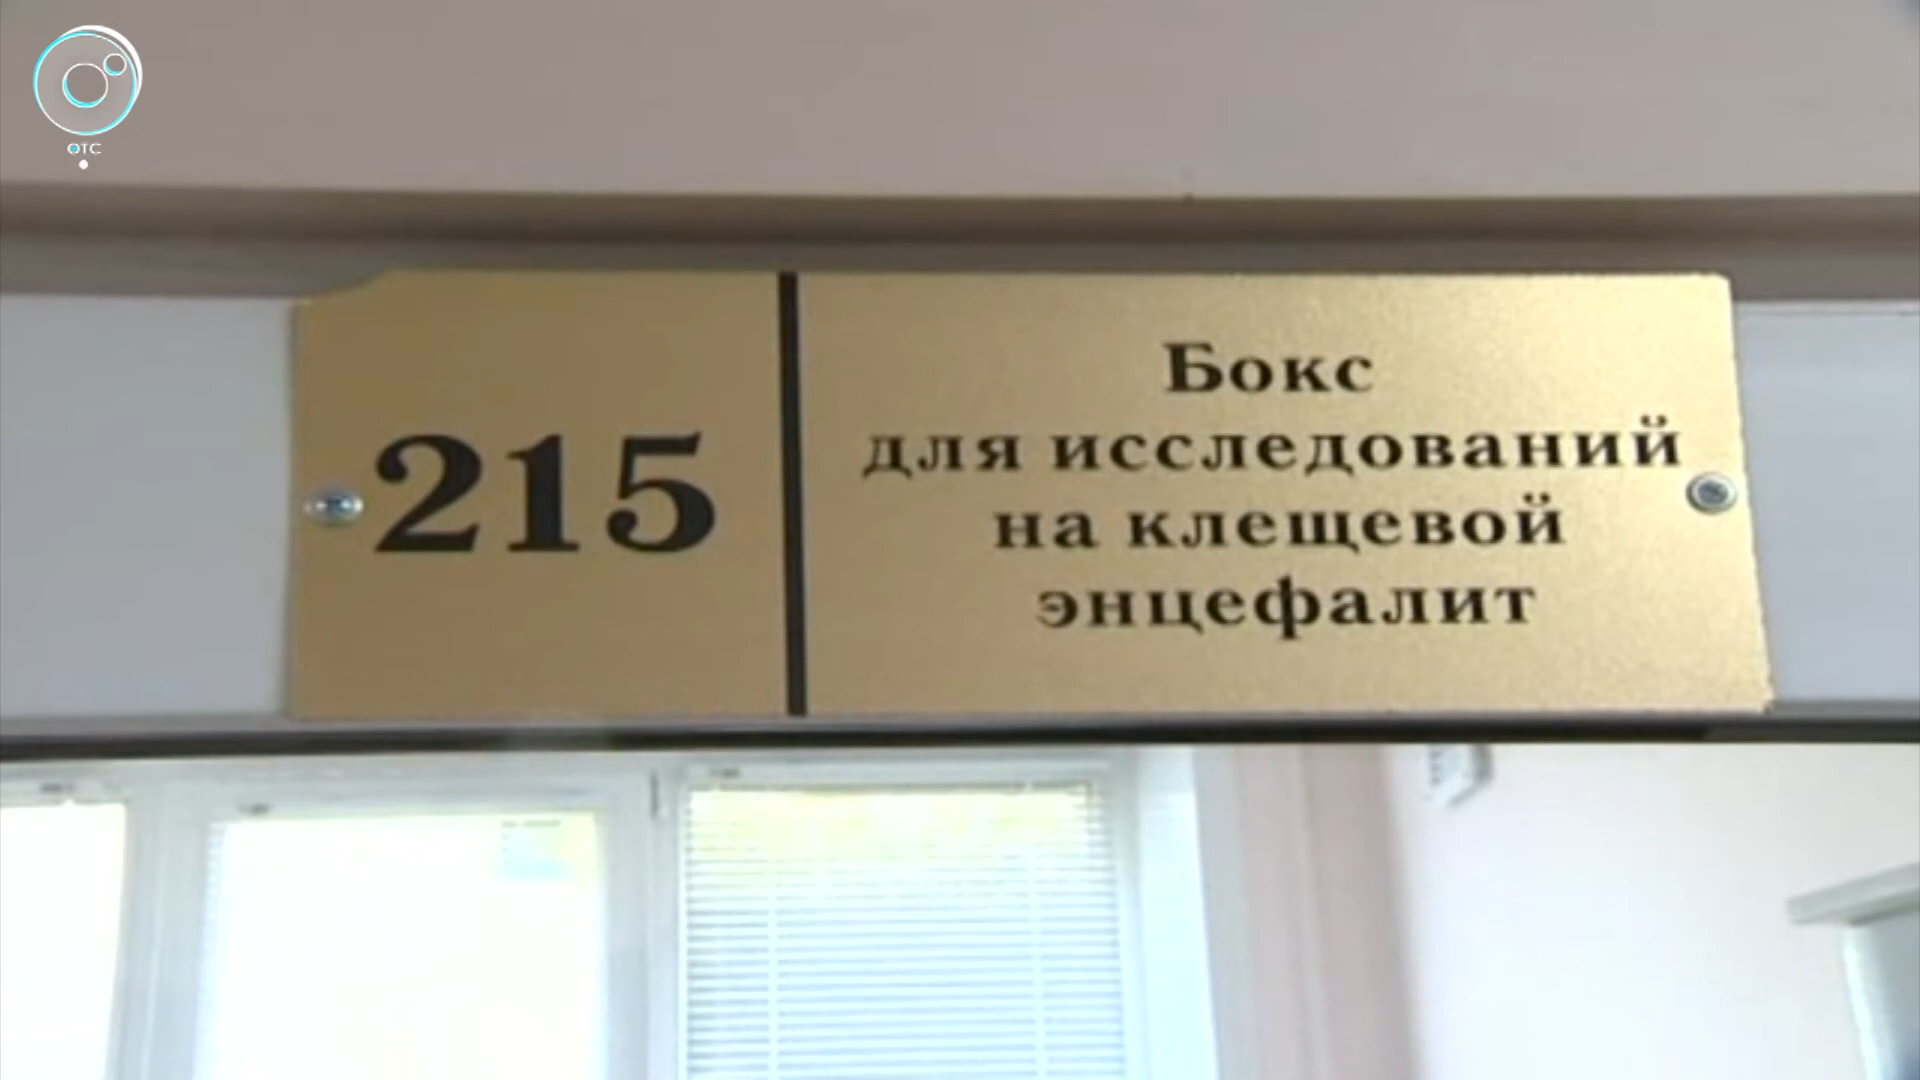 ОТС
215
Бокс
для исследований
на клещевой
энцефалит